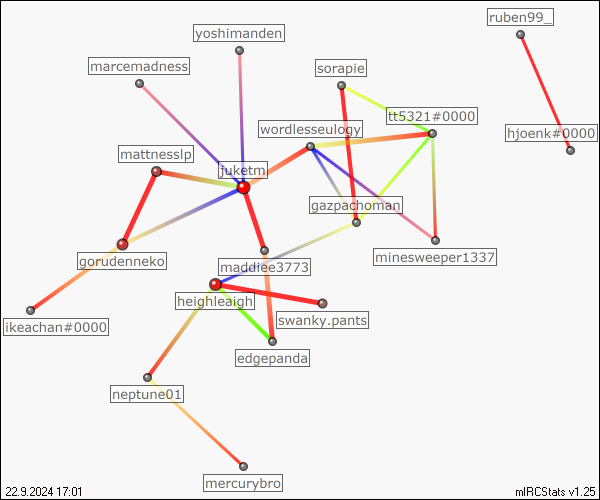 ruben99_
yoshimanden
marcemadness
sorapie
tt5321#0000
wordlesseulogy
hjoenk#0000
mattnesslp
juketm
gazpachoman
gorudenneko
maddiee3773
minesweeper1337
heighleaigh
ikeachan#0000
swanky.pants
edgepanda
neptune01
mercurybro
22.9.2024 17:01
mIRCStats v1.25